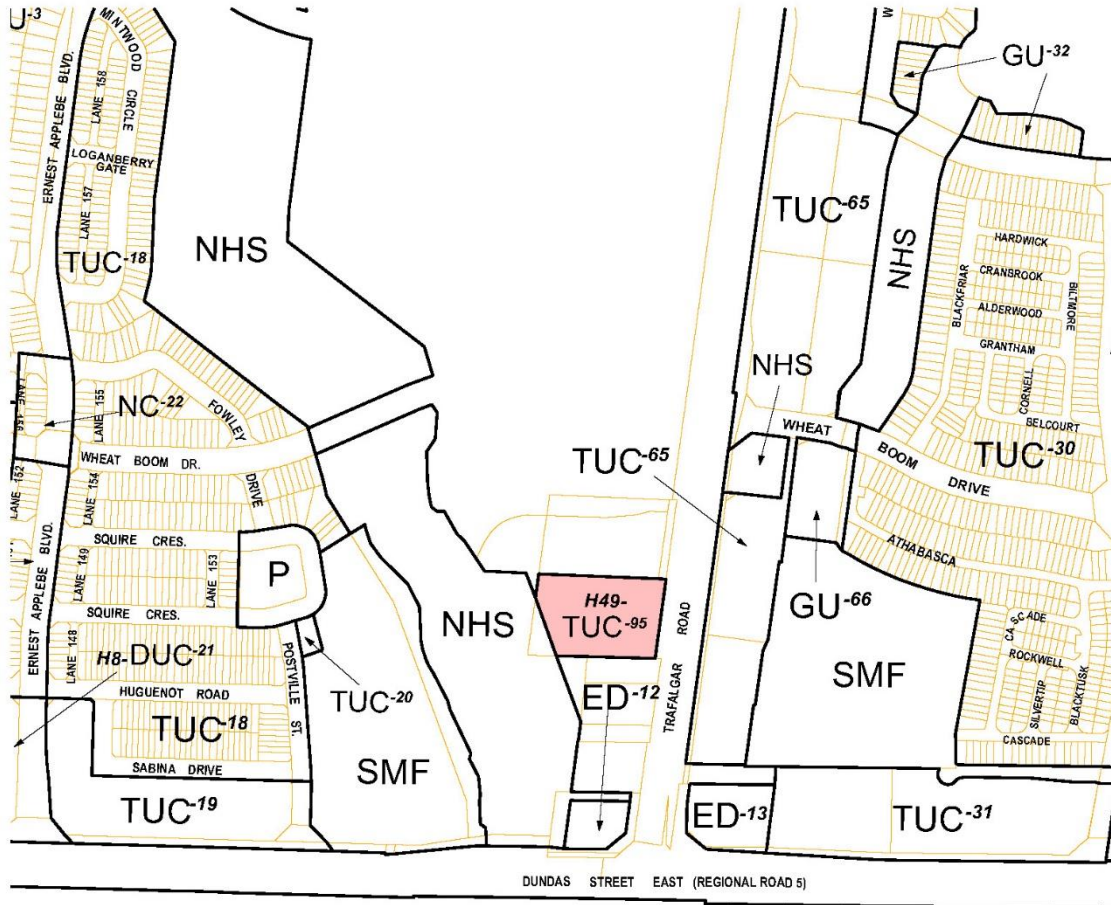 U-3
MINTWOOD CIRCLE
ERNEST APPLEBE BLVD.
LANE 158
LOGANBERRY
GATE
LANE 157
TUC-18
NHS
W
GU-32
TUC-65
NHS
HARDWICK
CRANBROOK
BLACKFRIAR
BILTMORE
ALDERWOOD
GRANTHAM
CORNELL
BELCOURT
TUC-30
NHS
WHEAT
BOOM
DRIVE
LANE 156
NC-22
LANE 155
FOWLEY
DRIVE
WHEAT BOOM DR.
LANE 152
LANE 154
TUC-65
SQUIRE CRES.
ATHABASCA
ERNEST APPLEBE BLVD.
LANE 149
LANE 153
P
H49-
TUC-95
ROAD
TRAFALGAR
GU-66
SQUIRE CRES.
NHS
CASCADE
ROCKWELL
LANE 148
H8-DUC-21
POSTVILLE ST.
TUC-20
ED-12
SMF
SILVERTIP
BLACKTUSK
HUGUENOT ROAD
TUC-18
SMF
CASCADE
SABINA DRIVE
TUC-19
ED-13
TUC-31
DUNDAS STREET EAST (REGIONAL ROAD 5)